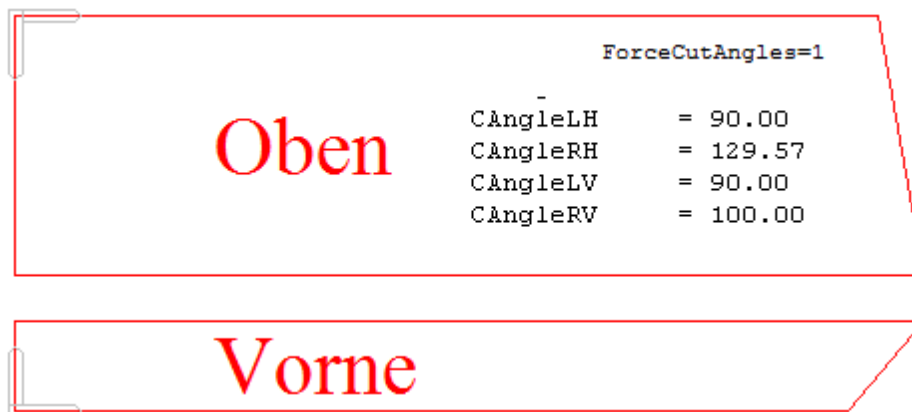 ForceCutAngles=1
Oben
CAngleLH = 90.00
CAngleRH = 129.57
CAngleLV = 90.00
CAngleRV = 100.00
Vorne